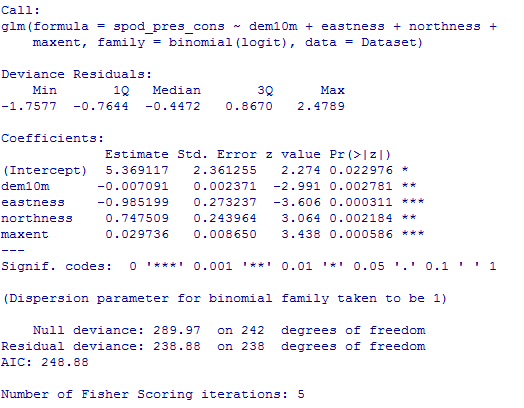 Call:
glm(formula = spod_pres_cons ~ dem10m + eastness + northness +
    maxent, family = binomial(logit), data = Dataset)
Deviance Residuals:
    Min       1Q   Median       3Q      Max
-1.7577  -0.7644  -0.4472   0.8670   2.4789
Coefficients:
             Estimate Std. Error z value Pr(>|z|)
(Intercept)  5.369117   2.361255   2.274 0.022976 *
dem10m      -0.007091   0.002371  -2.991 0.002781 **
eastness    -0.985199   0.273237  -3.606 0.000311 ***
northness    0.747509   0.243964   3.064 0.002184 **
maxent       0.029736   0.008650   3.438 0.000586 ***
---
Signif. codes:  0 '***' 0.001 '**' 0.01 '*' 0.05 '.' 0.1 ' ' 1
(Dispersion parameter for binomial family taken to be 1)
    Null deviance: 289.97  on 242  degrees of freedom
Residual deviance: 238.88  on 238  degrees of freedom
AIC: 248.88
Number of Fisher Scoring iterations: 5